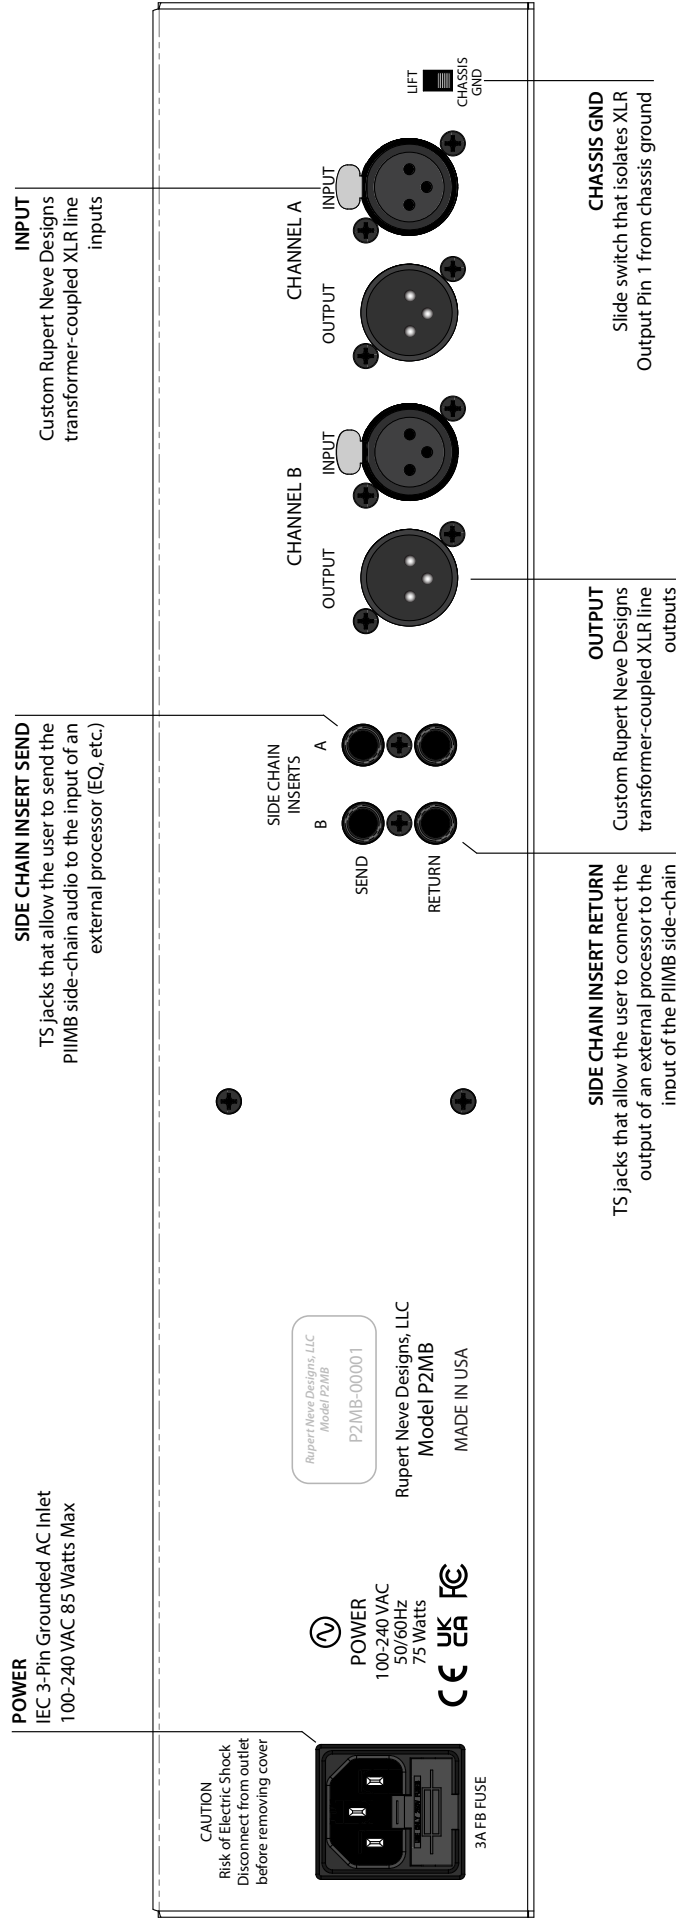 POWER
IEC 3-Pin Grounded AC Inlet
100-240 VAC 85 Watts Max
SIDE CHAIN INSERT SEND
TS jacks that allow the user to send the
PIIMB side-chain audio to the input of an
external processor (EQ, etc.)
INPUT
Custom Rupert Neve Designs
transformer-coupled XLR line
inputs
CAUTION
Risk of Electric Shock
Disconnect from outlet
before removing cover
3A FB FUSE
POWER
100-240 VAC
50/60Hz
75 Watts
CE UK CA FC
Rupert Neve Designs, LLC
Model P2MB
P2MB-00001
Rupert Neve Designs, LLC
Model P2MB
MADE IN USA
SIDE CHAIN
INSERTS
B A
SEND
RETURN
CHANNEL B
OUTPUT INPUT
CHANNEL A
OUTPUT INPUT
LIFT
CHASSIS
GND
SIDE CHAIN INSERT RETURN
TS jacks that allow the user to connect the
output of an external processor to the
input of the PIIMB side-chain
OUTPUT
Custom Rupert Neve Designs
transformer-coupled XLR line
outputs
CHASSIS GND
Slide switch that isolates XLR
Output Pin 1 from chassis ground